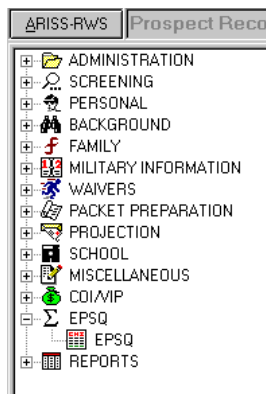 ARISS-RWS Prospect Reco
ADMINISTRATION
SCREENING
PERSONAL
BACKGROUND
FAMILY
MILITARY INFORMATION
WAIVERS
PACKET PREPARATION
PROJECTION
SCHOOL
MISCELLANEOUS
COI/VIP
EPSQ
EPSQ
REPORTS